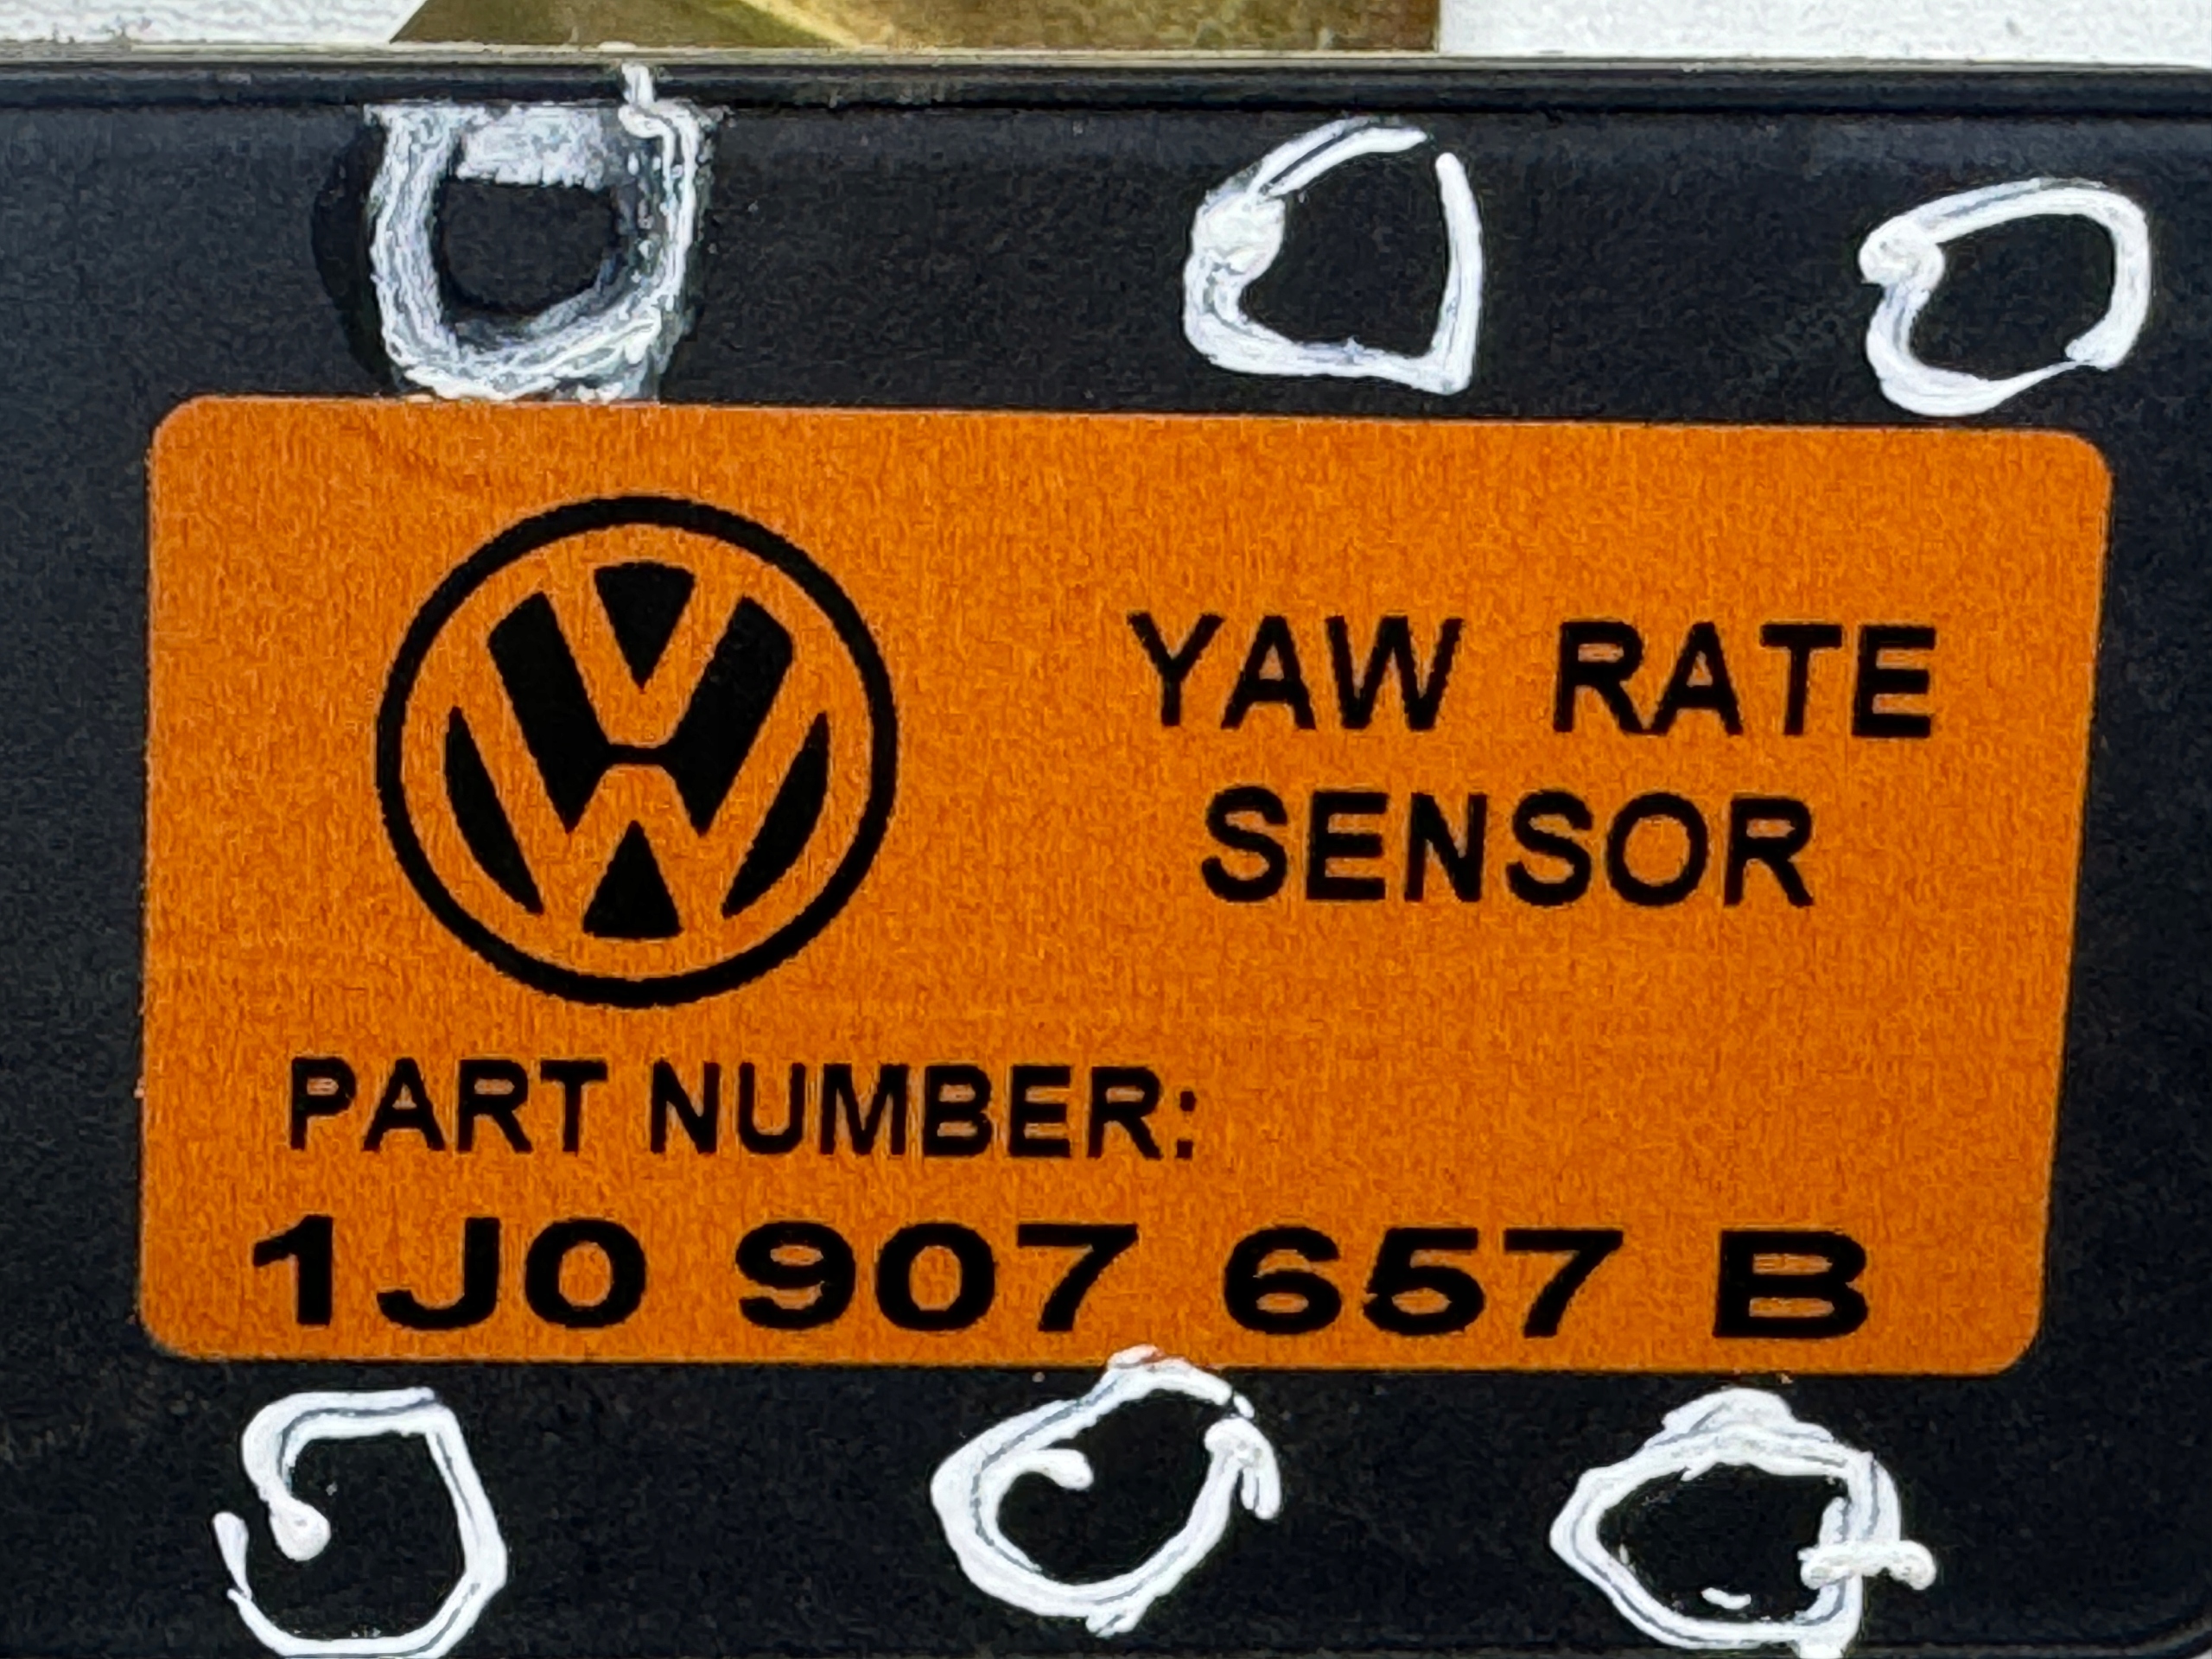 YAW RATE
SENSOR
PART NUMBER:
1J0 907 657 B